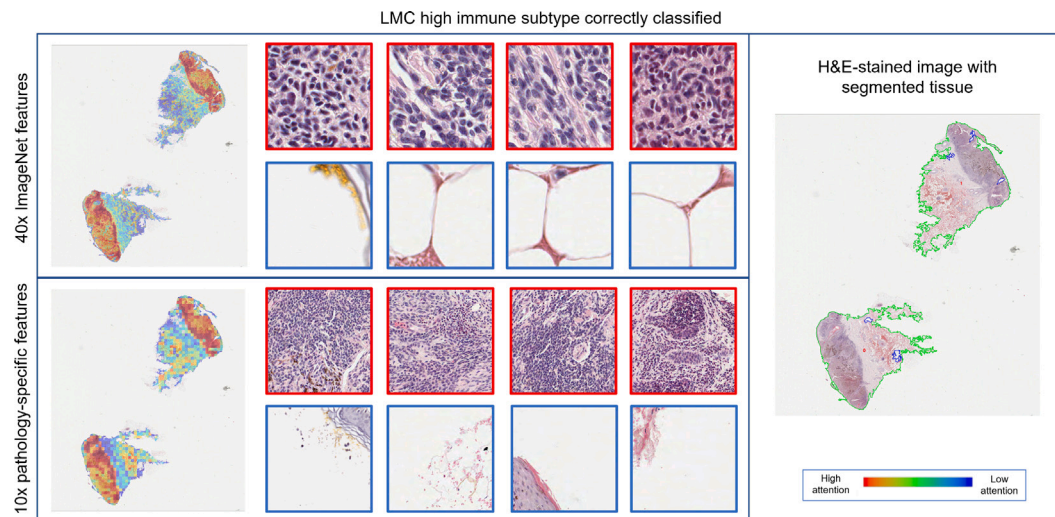 LMC high immune subtype correctly classified
40x ImageNet features
10x pathology-specific features
H&E-stained image with
segmented tissue
High
attention
Low
attention